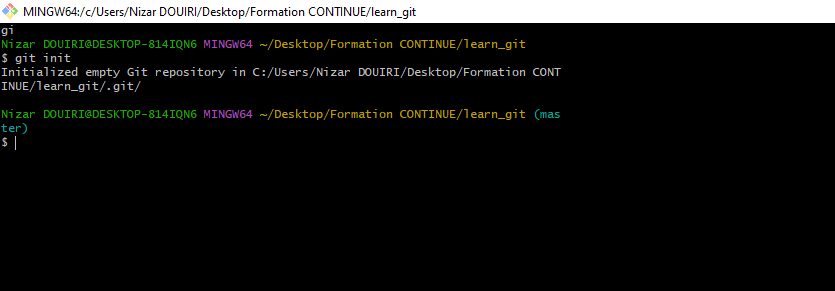 MINGW64:/c/Users/Nizar DOUIRI/Desktop/Formation CONTINUE/learn_git
gi
Nizar DOUIRI@DESKTOP-814IQN6 MINGW64 ~/Desktop/Formation CONTINUE/learn_git
$ git init
Initialized empty Git repository in C:/Users/Nizar DOUIRI/Desktop/Formation CONT
INUE/learn_git/.git/
Nizar DOUIRI@DESKTOP-814IQN6 MINGW64 ~/Desktop/Formation CONTINUE/learn_git (mas
ter)
$